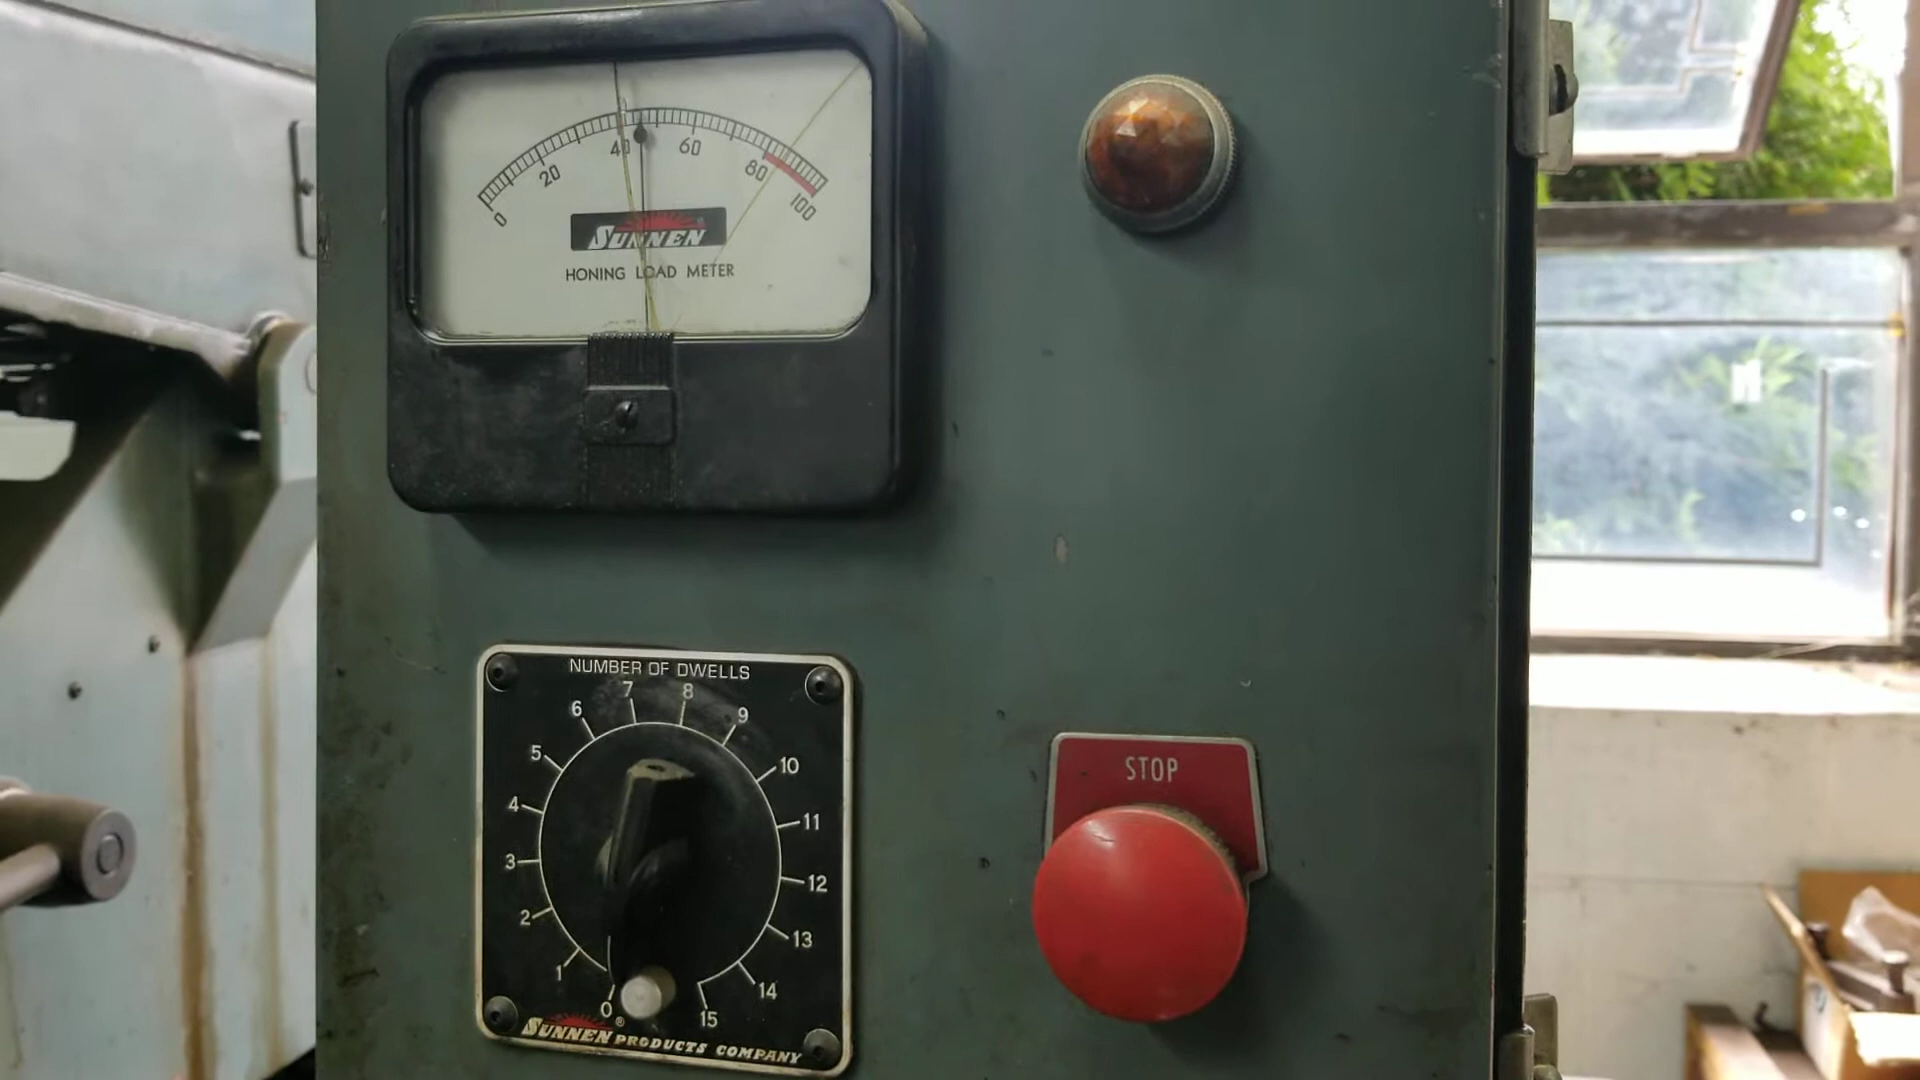 0 20 40 60 80 100
SUNNEN
HONING LOAD METER
NUMBER OF DWELLS
0 1 2 3 4 5 6 7 8 9 10 11 12 13 14 15
SUNNEN® PRODUCTS COMPANY
STOP